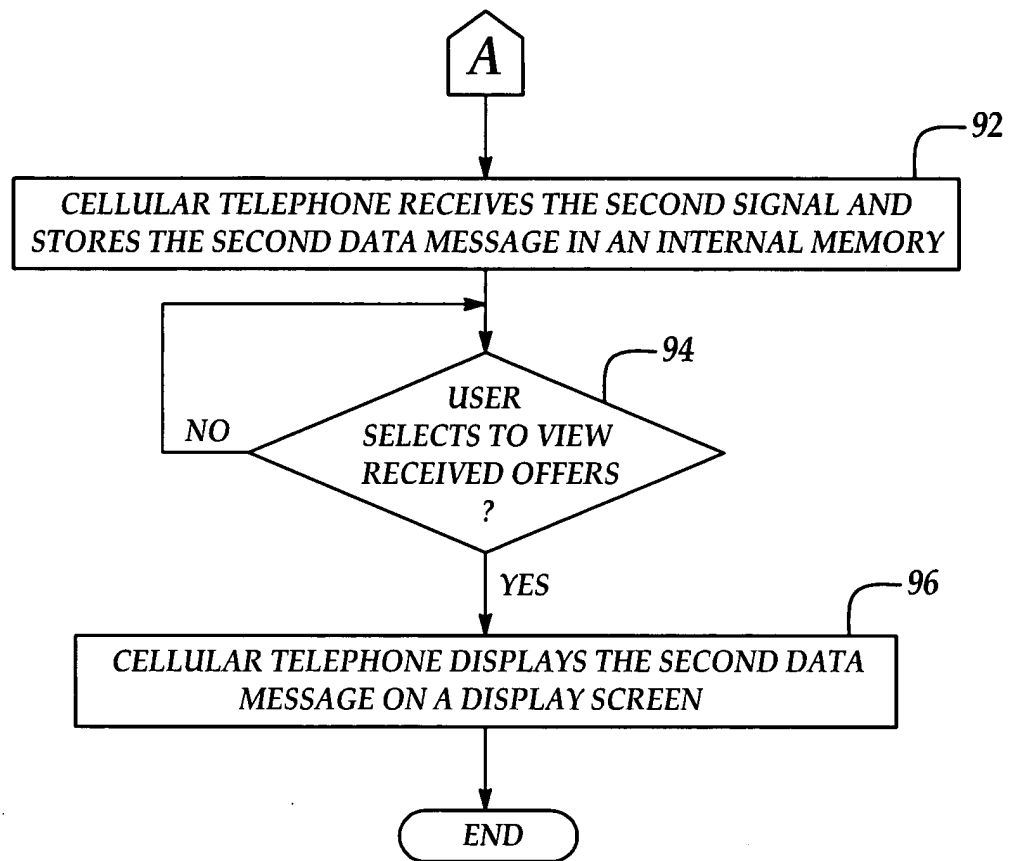 A
92
CELLULAR TELEPHONE RECEIVES THE SECOND SIGNAL AND
STORES THE SECOND DATA MESSAGE IN AN INTERNAL MEMORY
94
USER
SELECTS TO VIEW
RECEIVED OFFERS
?
NO
YES
96
CELLULAR TELEPHONE DISPLAYS THE SECOND DATA
MESSAGE ON A DISPLAY SCREEN
END